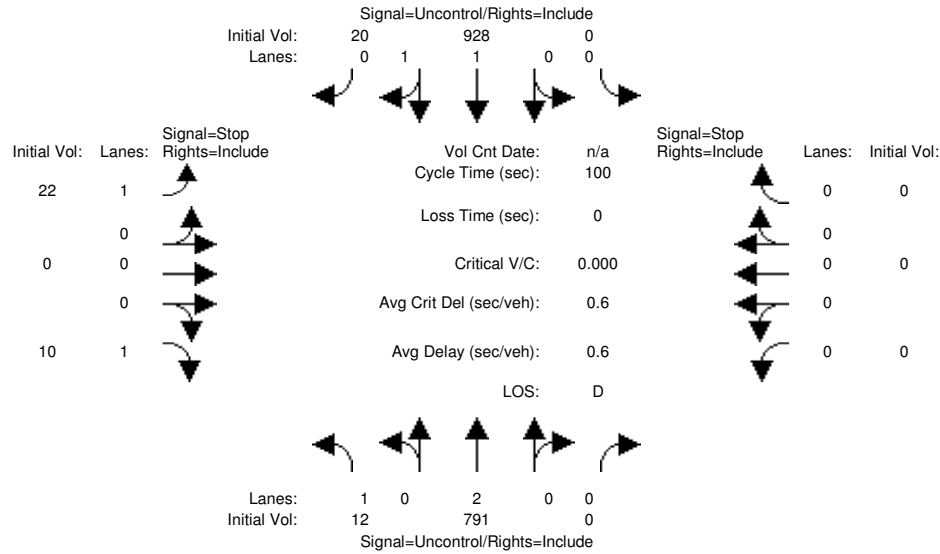 Signal=Uncontrol/Rights=Include
Initial Vol: 20 928 0
Lanes: 0 1 1 0 0
Signal=Stop
Initial Vol: Lanes: Rights=Include
Vol Cnt Date: n/a
Signal=Stop
Rights=Include Lanes: Initial Vol:
Cycle Time (sec): 100
22 1
0 0
Loss Time (sec): 0
0
0
0 0
Critical V/C: 0.000
0 0
0
Avg Crit Del (sec/veh): 0.6
0
10 1
Avg Delay (sec/veh): 0.6
0 0
LOS: D
Lanes: 1 0 2 0 0
Initial Vol: 12 791 0
Signal=Uncontrol/Rights=Include